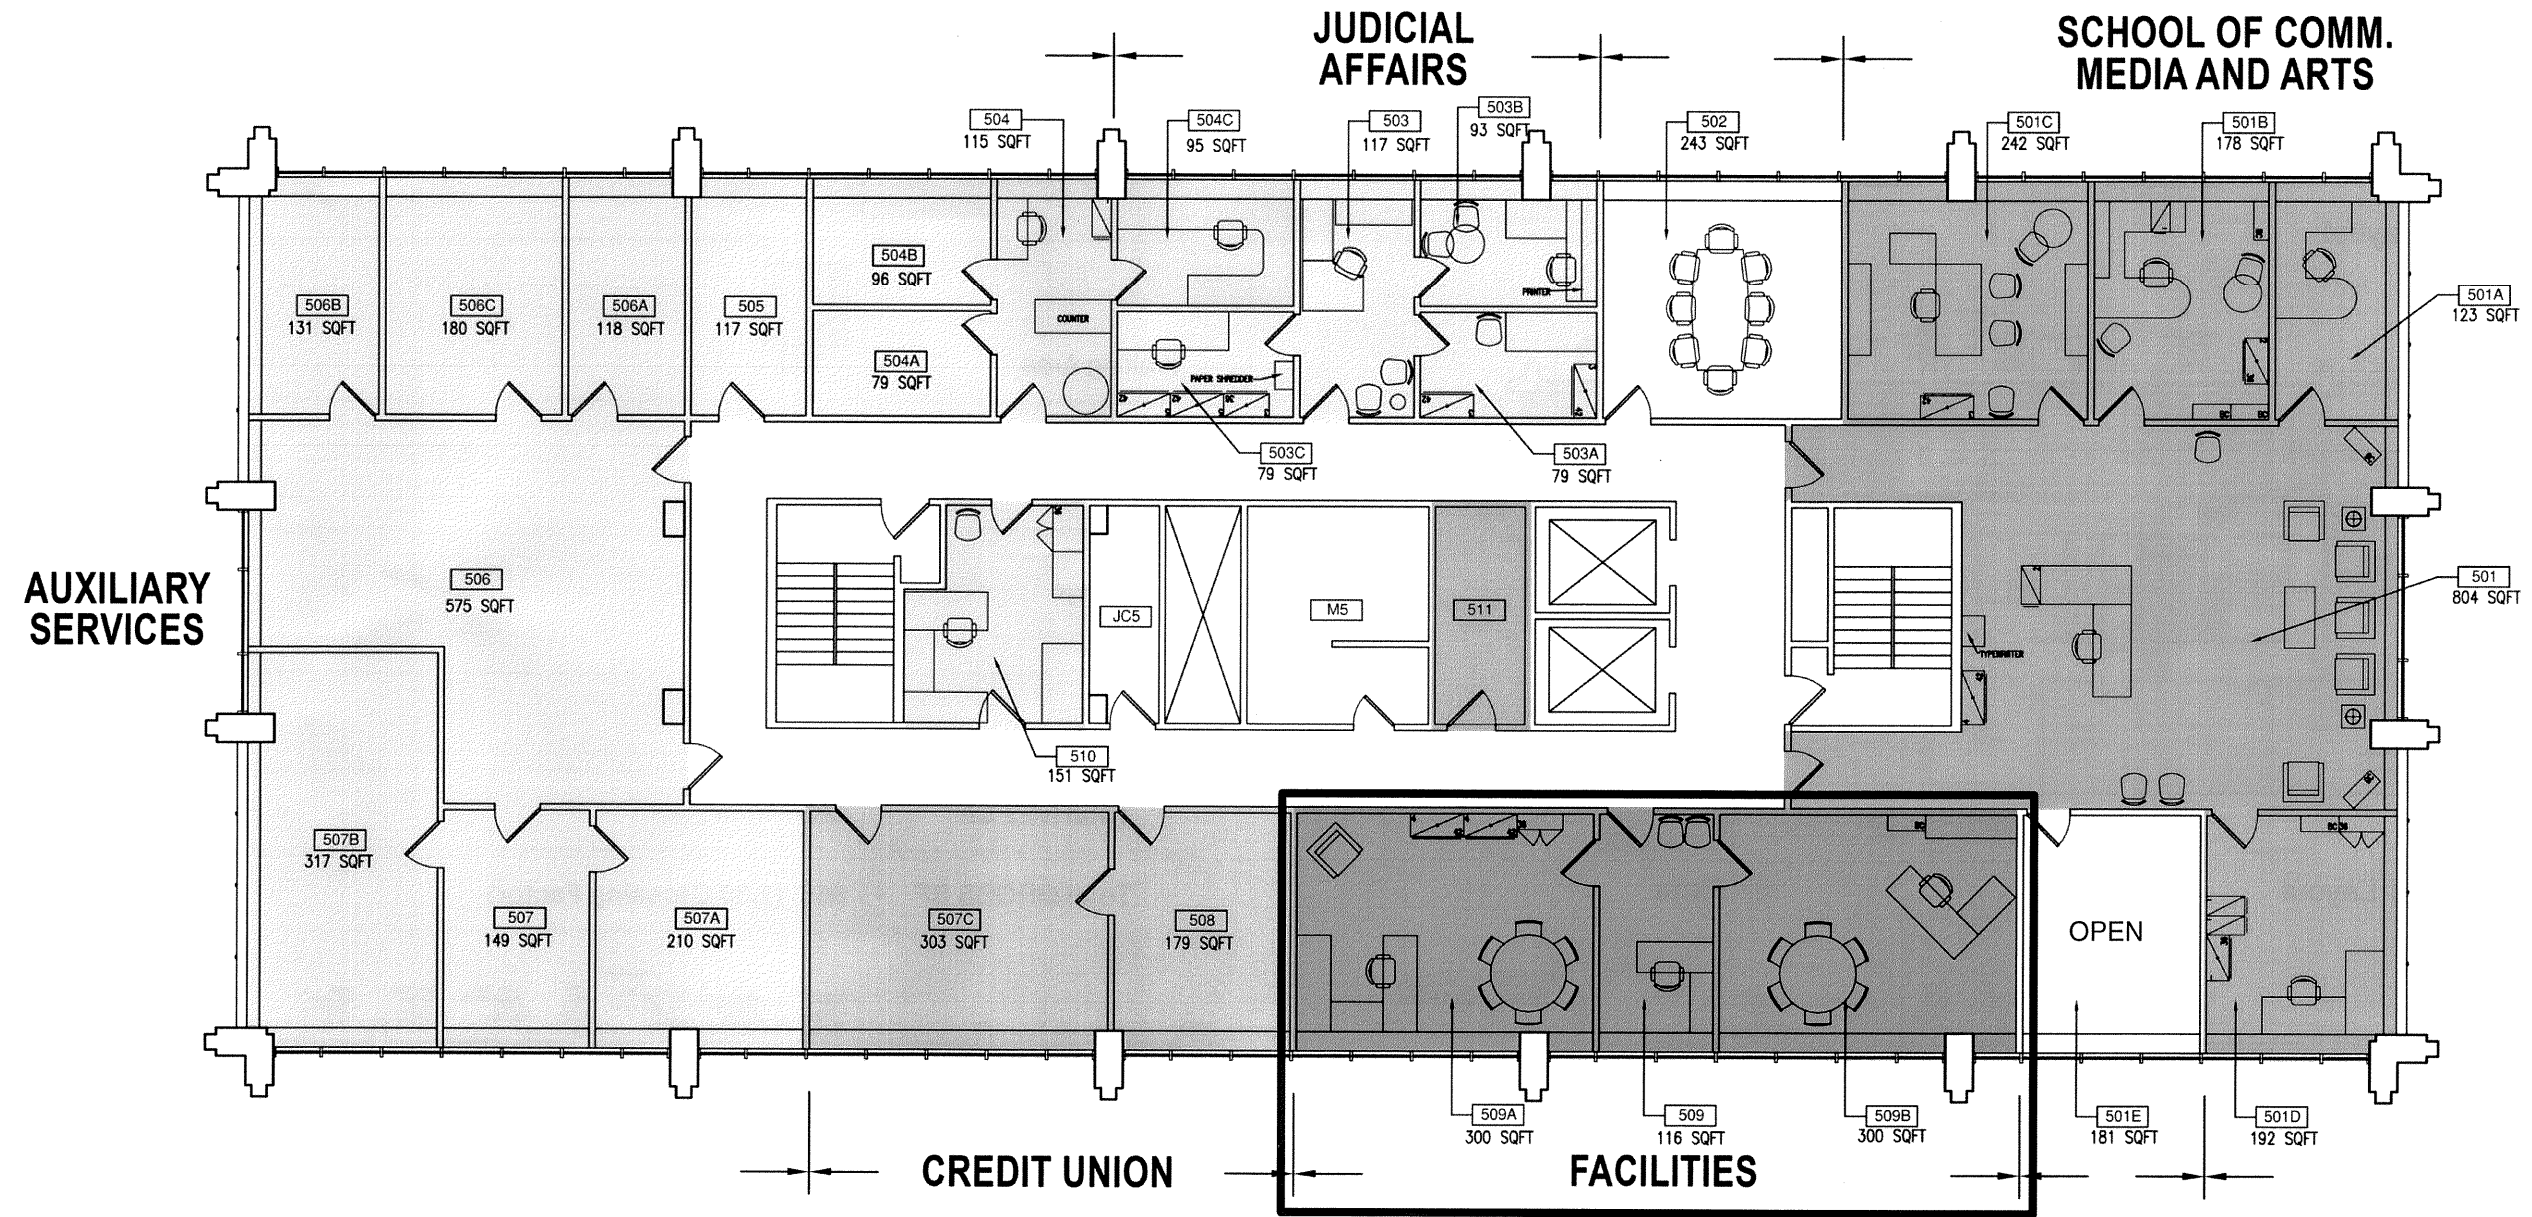 JUDICIAL
AFFAIRS
SCHOOL OF COMM.
MEDIA AND ARTS
504
115 SQFT
504C
95 SQFT
503
117 SQFT
503B
93 SQFT
502
243 SQFT
501C
242 SQFT
501B
178 SQFT
506B
131 SQFT
506C
180 SQFT
506A
118 SQFT
505
117 SQFT
504B
96 SQFT
504A
79 SQFT
COUNTER
PAPER SHREDDER
PRINTER
501A
123 SQFT
503C
79 SQFT
503A
79 SQFT
AUXILIARY
SERVICES
506
575 SQFT
JC5
M5
511
501
804 SQFT
TYPEWRITER
510
151 SQFT
507B
317 SQFT
507
149 SQFT
507A
210 SQFT
507C
303 SQFT
508
179 SQFT
OPEN
509A
300 SQFT
509
116 SQFT
509B
300 SQFT
501E
181 SQFT
501D
192 SQFT
CREDIT UNION
FACILITIES